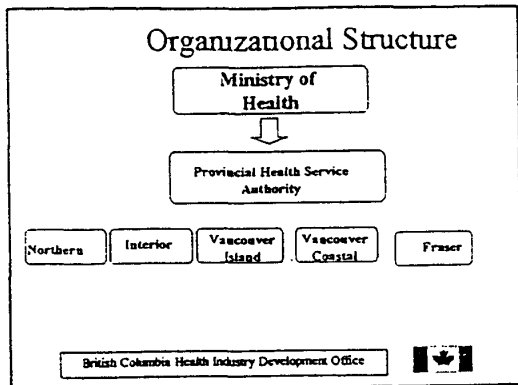 Organizational Structure
Ministry of
Health
Provincial Health Service
Authority
Northern
Interior
Vancouver
Island
Vancouver
Coastal
Fraser
British Columbia Health Industry Development Office